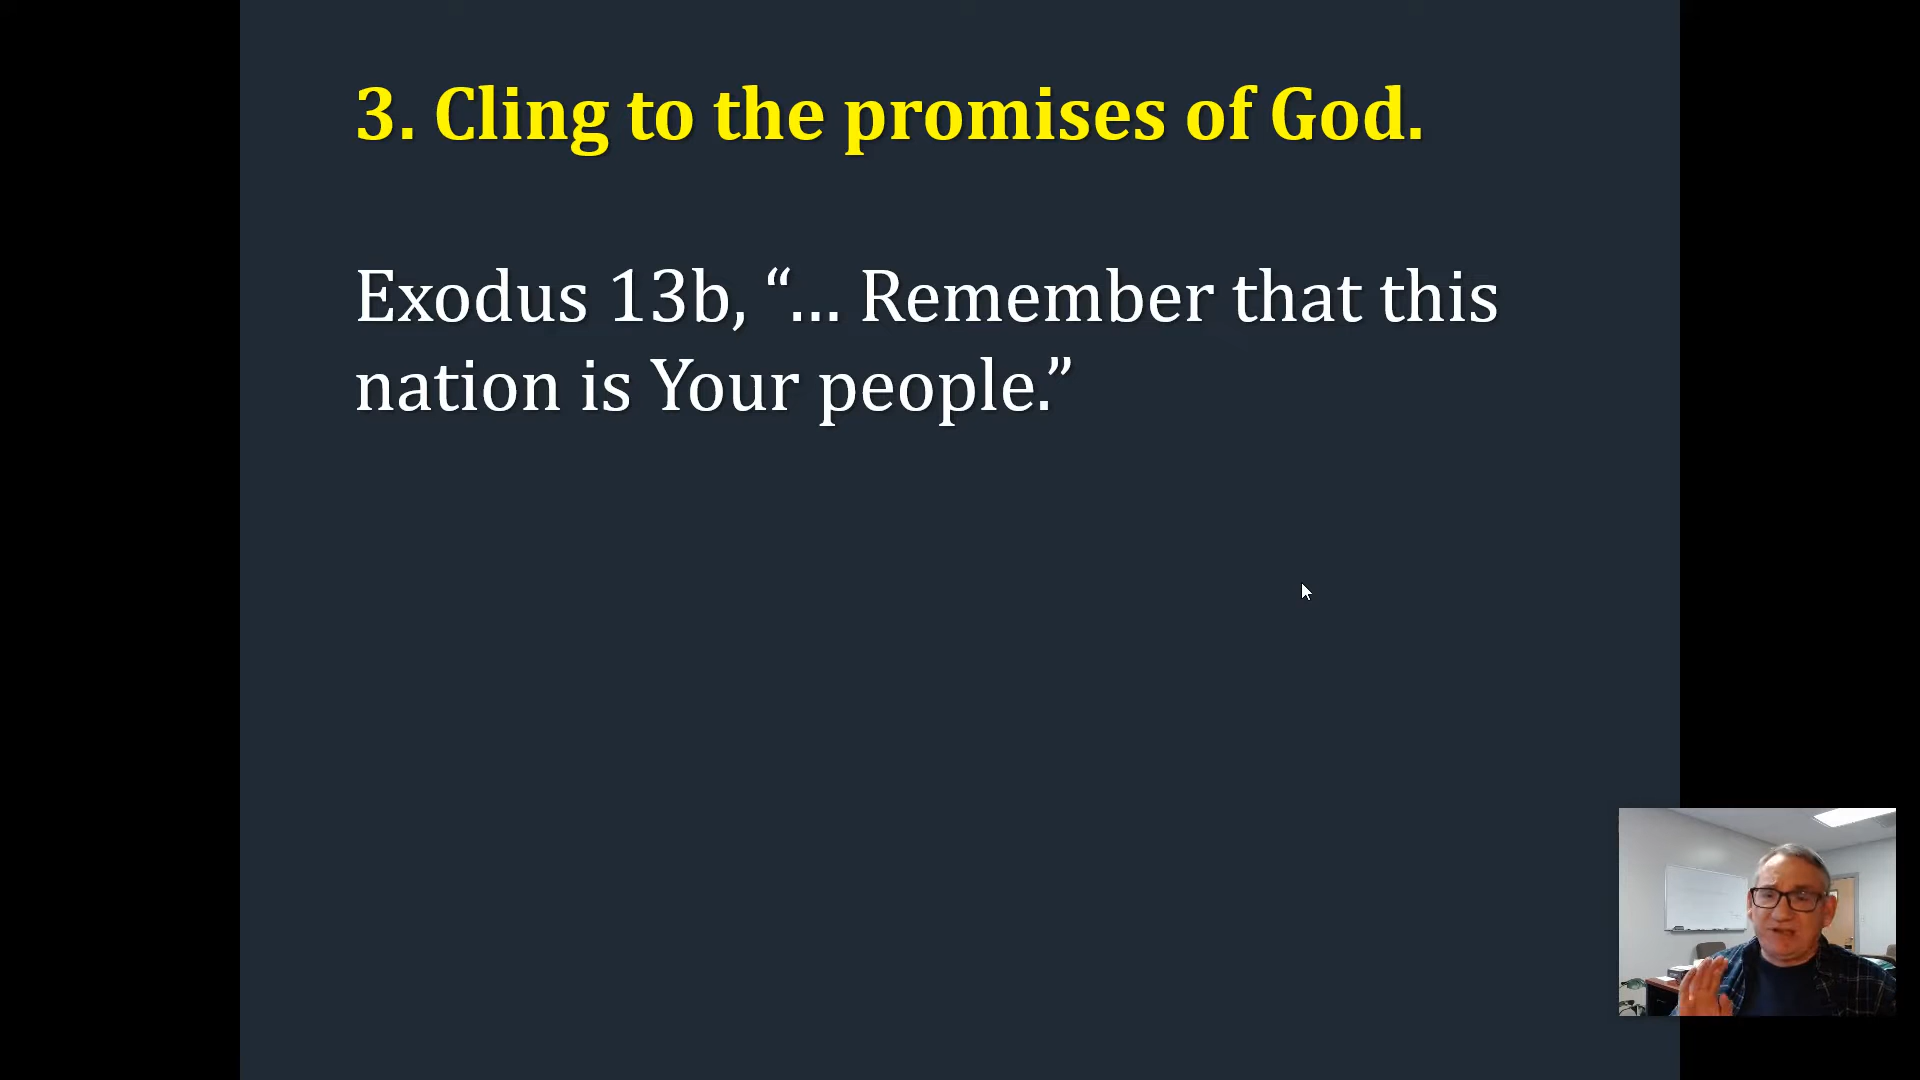 3. Cling to the promises of God.
Exodus 13b, “… Remember that this
nation is Your people.”